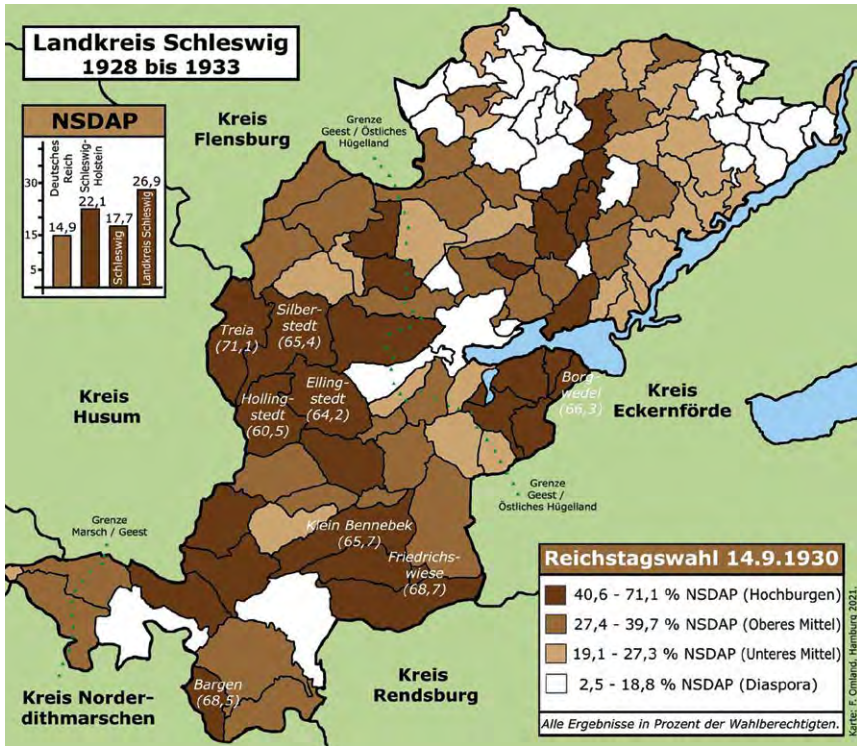 Landkreis Schleswig
1928 bis 1933
NSDAP
Deutsches
Reich
Schleswig-
Holstein
30
15
5
14,9
22,1
17,7
26,9
Schleswig
Landkreis Schleswig
Kreis
Flensburg
Grenze
Geest / Östliches
Hügelland
Treia
(71,1)
Silber-
stedt
(65,4)
Kreis
Husum
HollING-
stedt
(60,5)
Elling-
stedt
(64,2)
Borg-
wedel
(66,3)
Kreis
Eckernförde
Grenze
Geest /
Östliches Hügelland
Grenze
Marsch / Geest
Klein Bennebek
(65,7)
Friedrichs-
wiese
(68,7)
Bargen
(68,5)
Kreis Norder-
dithmarschen
Kreis
Rendsburg
Reichstagswahl 14.9.1930
40,6 - 71,1 % NSDAP (Hochburgen)
27,4 - 39,7 % NSDAP (Oberes Mittel)
19,1 - 27,3 % NSDAP (Unteres Mittel)
2,5 - 18,8 % NSDAP (Diaspora)
Alle Ergebnisse in Prozent der Wahlberechtigten.
Karte: F. Omland, Hamburg 2021.